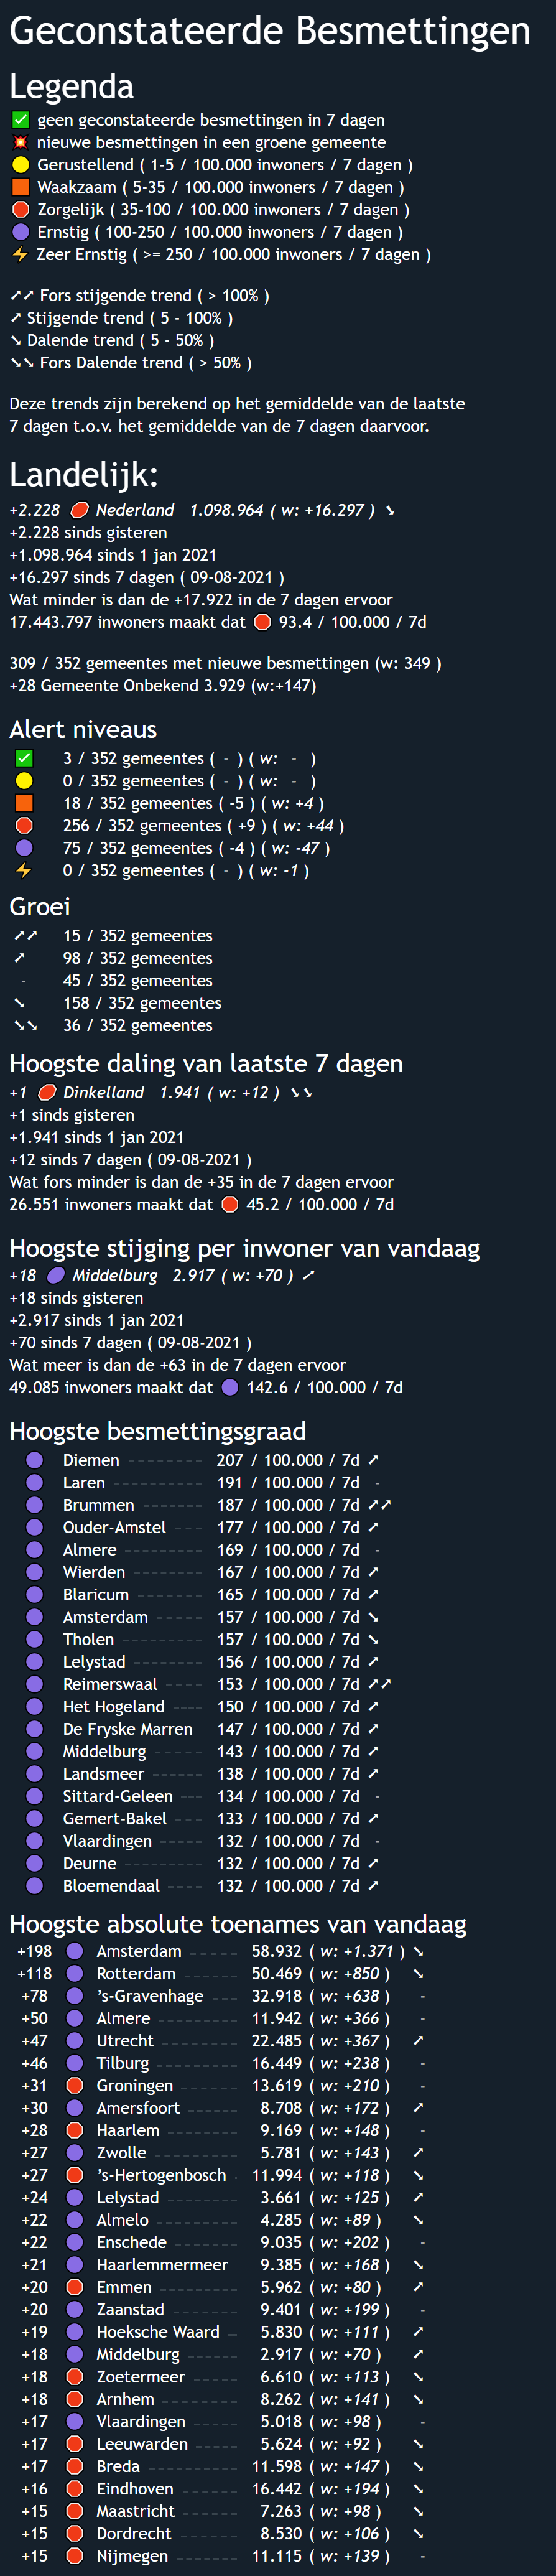 Geconstateerde Besmettingen
Legenda
geen geconstateerde besmettingen in 7 dagen
nieuwe besmettingen in een groene gemeente
Gerustellend ( 1-5 / 100.000 inwoners / 7 dagen )
Waakzaam ( 5-35 / 100.000 inwoners / 7 dagen )
Zorgelijk ( 35-100 / 100.000 inwoners / 7 dagen )
Ernstig ( 100-250 / 100.000 inwoners / 7 dagen )
Zeer Ernstig ( >= 250 / 100.000 inwoners / 7 dagen )
➚➚ Fors stijgende trend ( > 100% )
➚ Stijgende trend ( 5 - 100% )
➘ Dalende trend ( 5 - 50% )
➘➘ Fors Dalende trend ( > 50% )
Deze trends zijn berekend op het gemiddelde van de laatste
7 dagen t.o.v. het gemiddelde van de 7 dagen daarvoor.
Landelijk:
+2.228 Nederland 1.098.964 ( w: +16.297 ) ➘
+2.228 sinds gisteren
+1.098.964 sinds 1 jan 2021
+16.297 sinds 7 dagen ( 09-08-2021 )
Wat minder is dan de +17.922 in de 7 dagen ervoor
17.443.797 inwoners maakt dat 93.4 / 100.000 / 7d
309 / 352 gemeentes met nieuwe besmettingen (w: 349 )
+28 Gemeente Onbekend 3.929 (w:+147)
Alert niveaus
3 / 352 gemeentes ( - ) ( w: - )
0 / 352 gemeentes ( - ) ( w: - )
18 / 352 gemeentes ( -5 ) ( w: +4 )
256 / 352 gemeentes ( +9 ) ( w: +44 )
75 / 352 gemeentes ( -4 ) ( w: -47 )
0 / 352 gemeentes ( - ) ( w: -1 )
Groei
➚➚ 15 / 352 gemeentes
➚ 98 / 352 gemeentes
- 45 / 352 gemeentes
➘ 158 / 352 gemeentes
➘➘ 36 / 352 gemeentes
Hoogste daling van laatste 7 dagen
+1 Dinkelland 1.941 ( w: +12 ) ➘➘
+1 sinds gisteren
+1.941 sinds 1 jan 2021
+12 sinds 7 dagen ( 09-08-2021 )
Wat fors minder is dan de +35 in de 7 dagen ervoor
26.551 inwoners maakt dat 45.2 / 100.000 / 7d
Hoogste stijging per inwoner van vandaag
+18 Middelburg 2.917 ( w: +70 ) ➚
+18 sinds gisteren
+2.917 sinds 1 jan 2021
+70 sinds 7 dagen ( 09-08-2021 )
Wat meer is dan de +63 in de 7 dagen ervoor
49.085 inwoners maakt dat 142.6 / 100.000 / 7d
Hoogste besmettingsgraad
Diemen -------- 207 / 100.000 / 7d ➚
Laren --------- 191 / 100.000 / 7d -
Brummen ------- 187 / 100.000 / 7d ➚➚
Ouder-Amstel --- 177 / 100.000 / 7d ➚
Almere -------- 169 / 100.000 / 7d -
Wierden ------- 167 / 100.000 / 7d ➚
Blaricum ------ 165 / 100.000 / 7d ➚
Amsterdam ----- 157 / 100.000 / 7d ➘
Tholen -------- 157 / 100.000 / 7d ➘
Lelystad ------- 156 / 100.000 / 7d ➚
Reimerswaal ---- 153 / 100.000 / 7d ➚➚
Het Hogeland ---- 150 / 100.000 / 7d ➚
De Fryske Marren 147 / 100.000 / 7d ➚
Middelburg ----- 143 / 100.000 / 7d ➚
Landsmeer ----- 138 / 100.000 / 7d ➚
Sittard-Geleen --- 134 / 100.000 / 7d -
Gemert-Bakel ---- 133 / 100.000 / 7d ➚
Vlaardingen ----- 132 / 100.000 / 7d -
Deurne -------- 132 / 100.000 / 7d ➚
Bloemendaal ---- 132 / 100.000 / 7d ➚
Hoogste absolute toenames van vandaag
+198 Amsterdam ----- 58.932 ( w: +1.371 ) ➘
+118 Rotterdam ------ 50.469 ( w: +850 ) ➘
+78 's-Gravenhage --- 32.918 ( w: +638 ) -
+50 Almere -------- 11.942 ( w: +366 ) -
+47 Utrecht -------- 22.485 ( w: +367 ) ➚
+46 Tilburg -------- 16.449 ( w: +238 ) -
+31 Groningen ------ 13.619 ( w: +210 ) -
+30 Amersfoort ----- 8.708 ( w: +172 ) ➚
+28 Haarlem ------- 9.169 ( w: +148 ) -
+27 Zwolle -------- 5.781 ( w: +143 ) ➚
+27 's-Hertogenbosch - 11.994 ( w: +118 ) ➘
+24 Lelystad ------- 3.661 ( w: +125 ) ➚
+22 Almelo -------- 4.285 ( w: +89 ) ➘
+22 Enschede ------ 9.035 ( w: +202 ) -
+21 Haarlemmermeer 9.385 ( w: +168 ) ➘
+20 Emmen -------- 5.962 ( w: +80 ) ➚
+20 Zaanstad ------ 9.401 ( w: +199 ) -
+19 Hoeksche Waard - 5.830 ( w: +111 ) ➚
+18 Middelburg ----- 2.917 ( w: +70 ) ➚
+18 Zoetermeer ----- 6.610 ( w: +113 ) ➘
+18 Arnhem -------- 8.262 ( w: +141 ) ➘
+17 Vlaardingen ----- 5.018 ( w: +98 ) -
+17 Leeuwarden ----- 5.624 ( w: +92 ) ➘
+17 Breda --------- 11.598 ( w: +147 ) ➘
+16 Eindhoven ------ 16.442 ( w: +194 ) ➘
+15 Maastricht ------ 7.263 ( w: +98 ) ➘
+15 Dordrecht ------ 8.530 ( w: +106 ) ➘
+15 Nijmegen ------ 11.115 ( w: +139 ) -